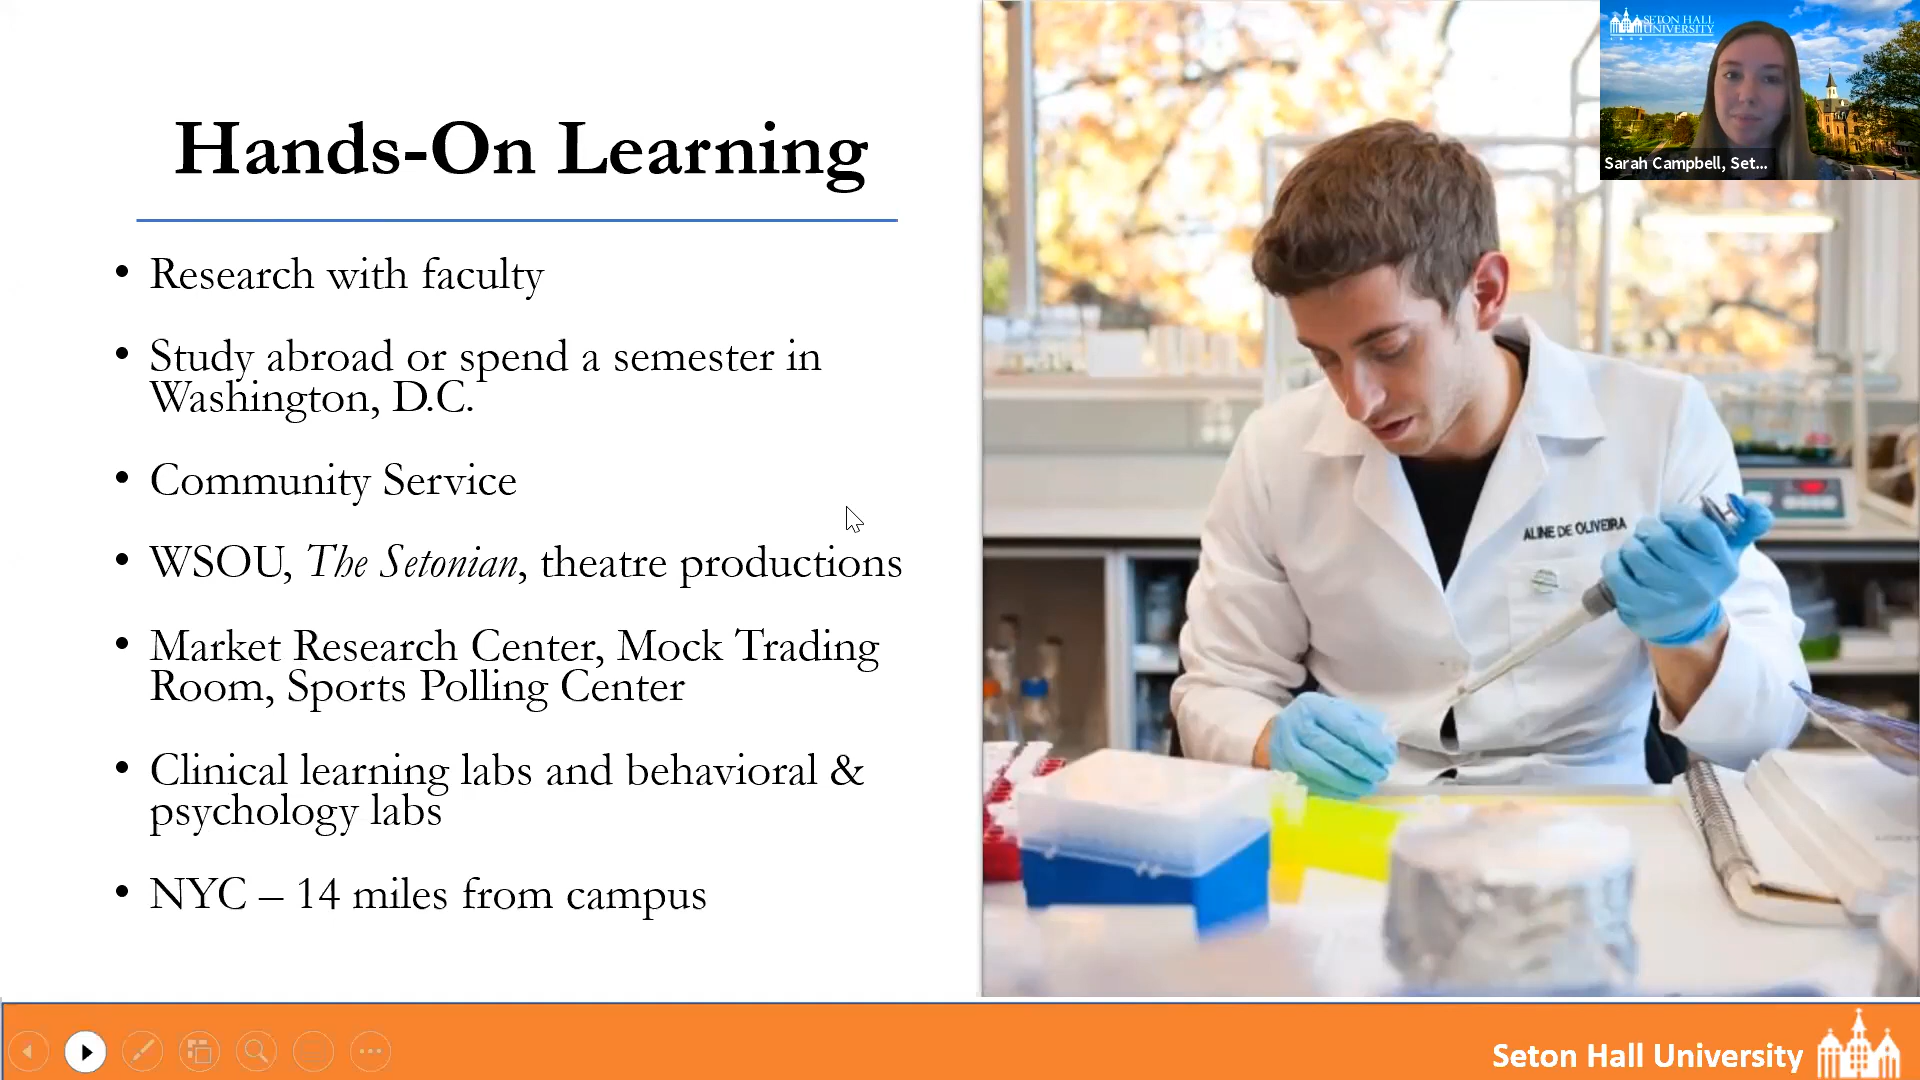 SETON HALL
UNIVERSITY
Sarah Campbell, Set...
Hands-On Learning
• Research with faculty
• Study abroad or spend a semester in
Washington, D.C.
• Community Service
• WSOU, The Setonian, theatre productions
• Market Research Center, Mock Trading
Room, Sports Polling Center
• Clinical learning labs and behavioral &
psychology labs
• NYC – 14 miles from campus
ALINE DE OLIVEIRA
Seton Hall University